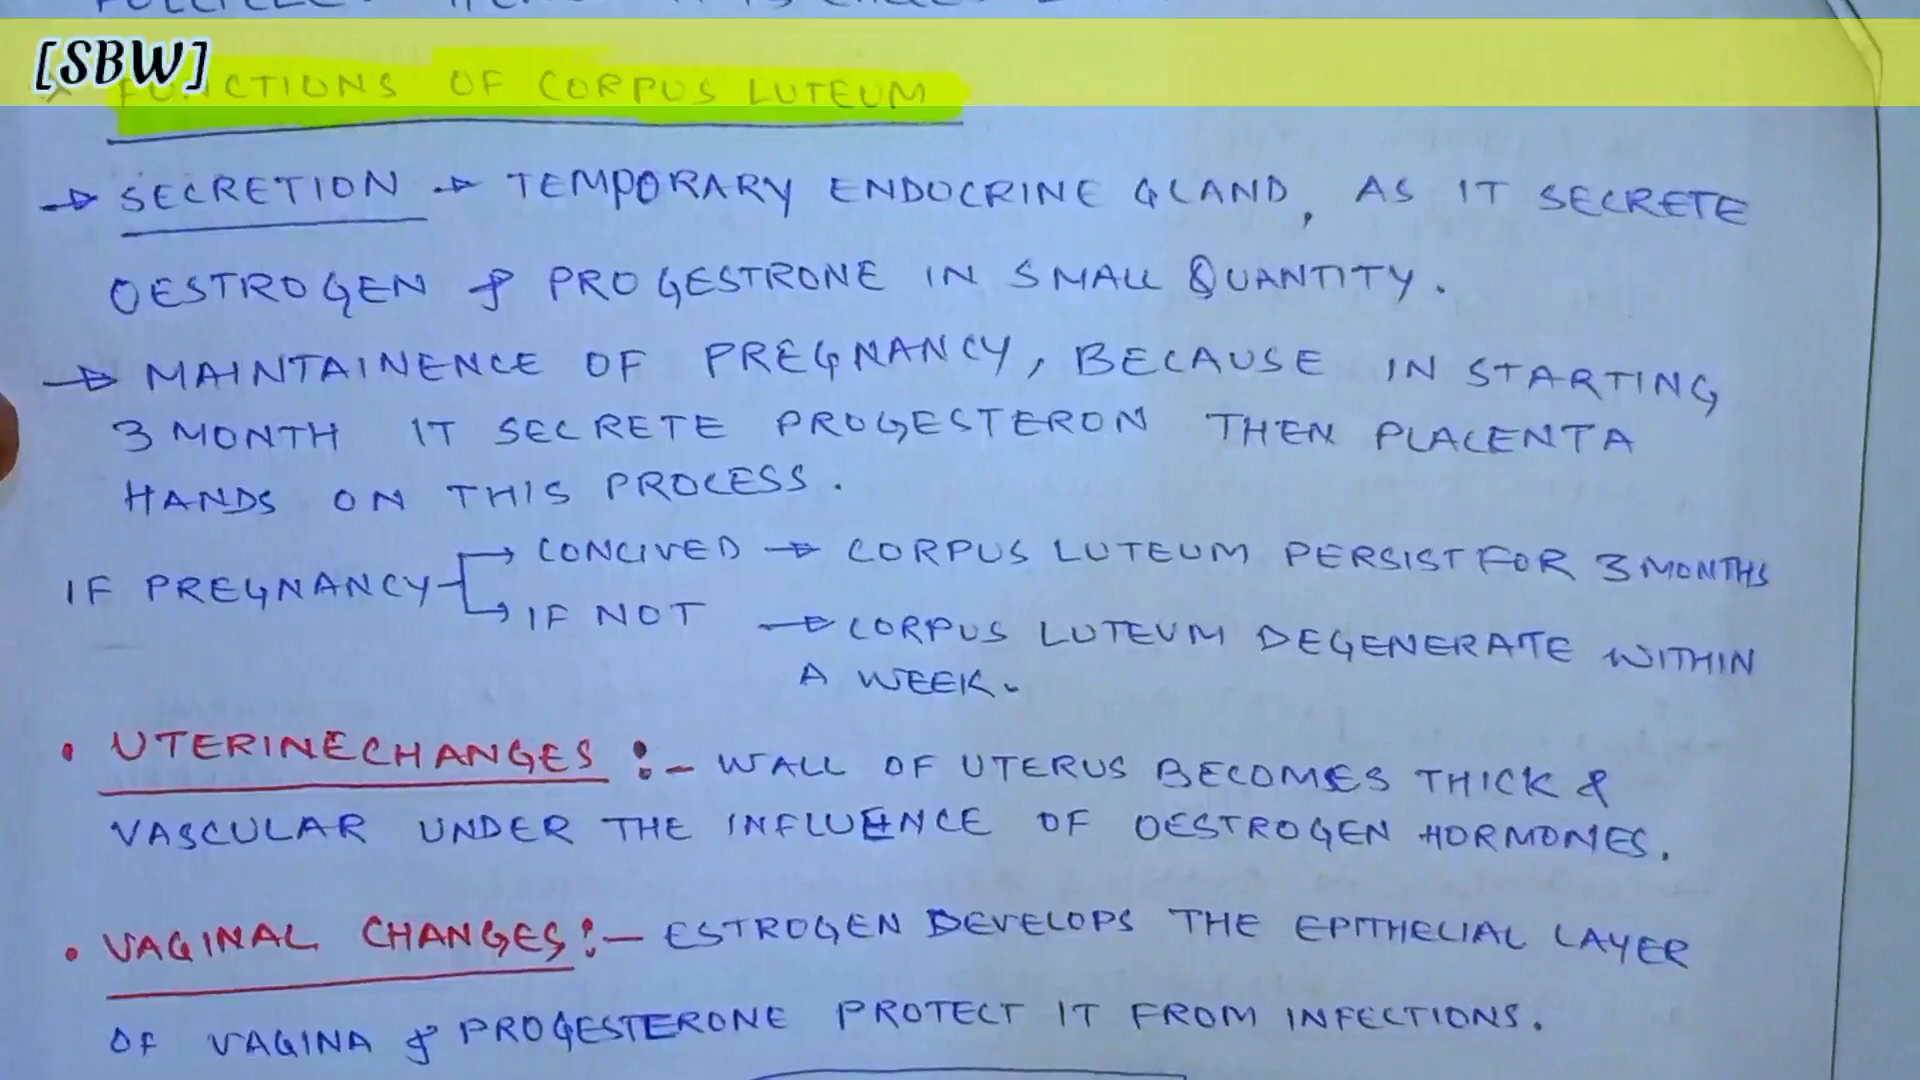 [SBW]
FUNCTIONS OF CORPUS LUTEUM
→ SECRETION → TEMPORARY ENDOCRINE GLAND, AS IT SECRETE
OESTROGEN & PROGESTRONE IN SMALL QUANTITY.
→ MAINTAINENCE OF PREGNANCY, BECAUSE IN STARTING
3 MONTH IT SECRETE PROGESTERON THEN PLACENTA
HANDS ON THIS PROCESS.
CONCIVED → CORPUS LUTEUM PERSIST FOR 3 MONTHS
IF PREGNANCY
IF NOT → CORPUS LUTEUM DEGENERATE WITHIN
A WEEK.
• UTERINE CHANGES :- WALL OF UTERUS BECOMES THICK &
VASCULAR UNDER THE INFLUENCE OF OESTROGEN HORMONES.
• VAGINAL CHANGES :- ESTROGEN DEVELOPS THE EPITHELIAL LAYER
OF VAGINA & PROGESTERONE PROTECT IT FROM INFECTIONS.